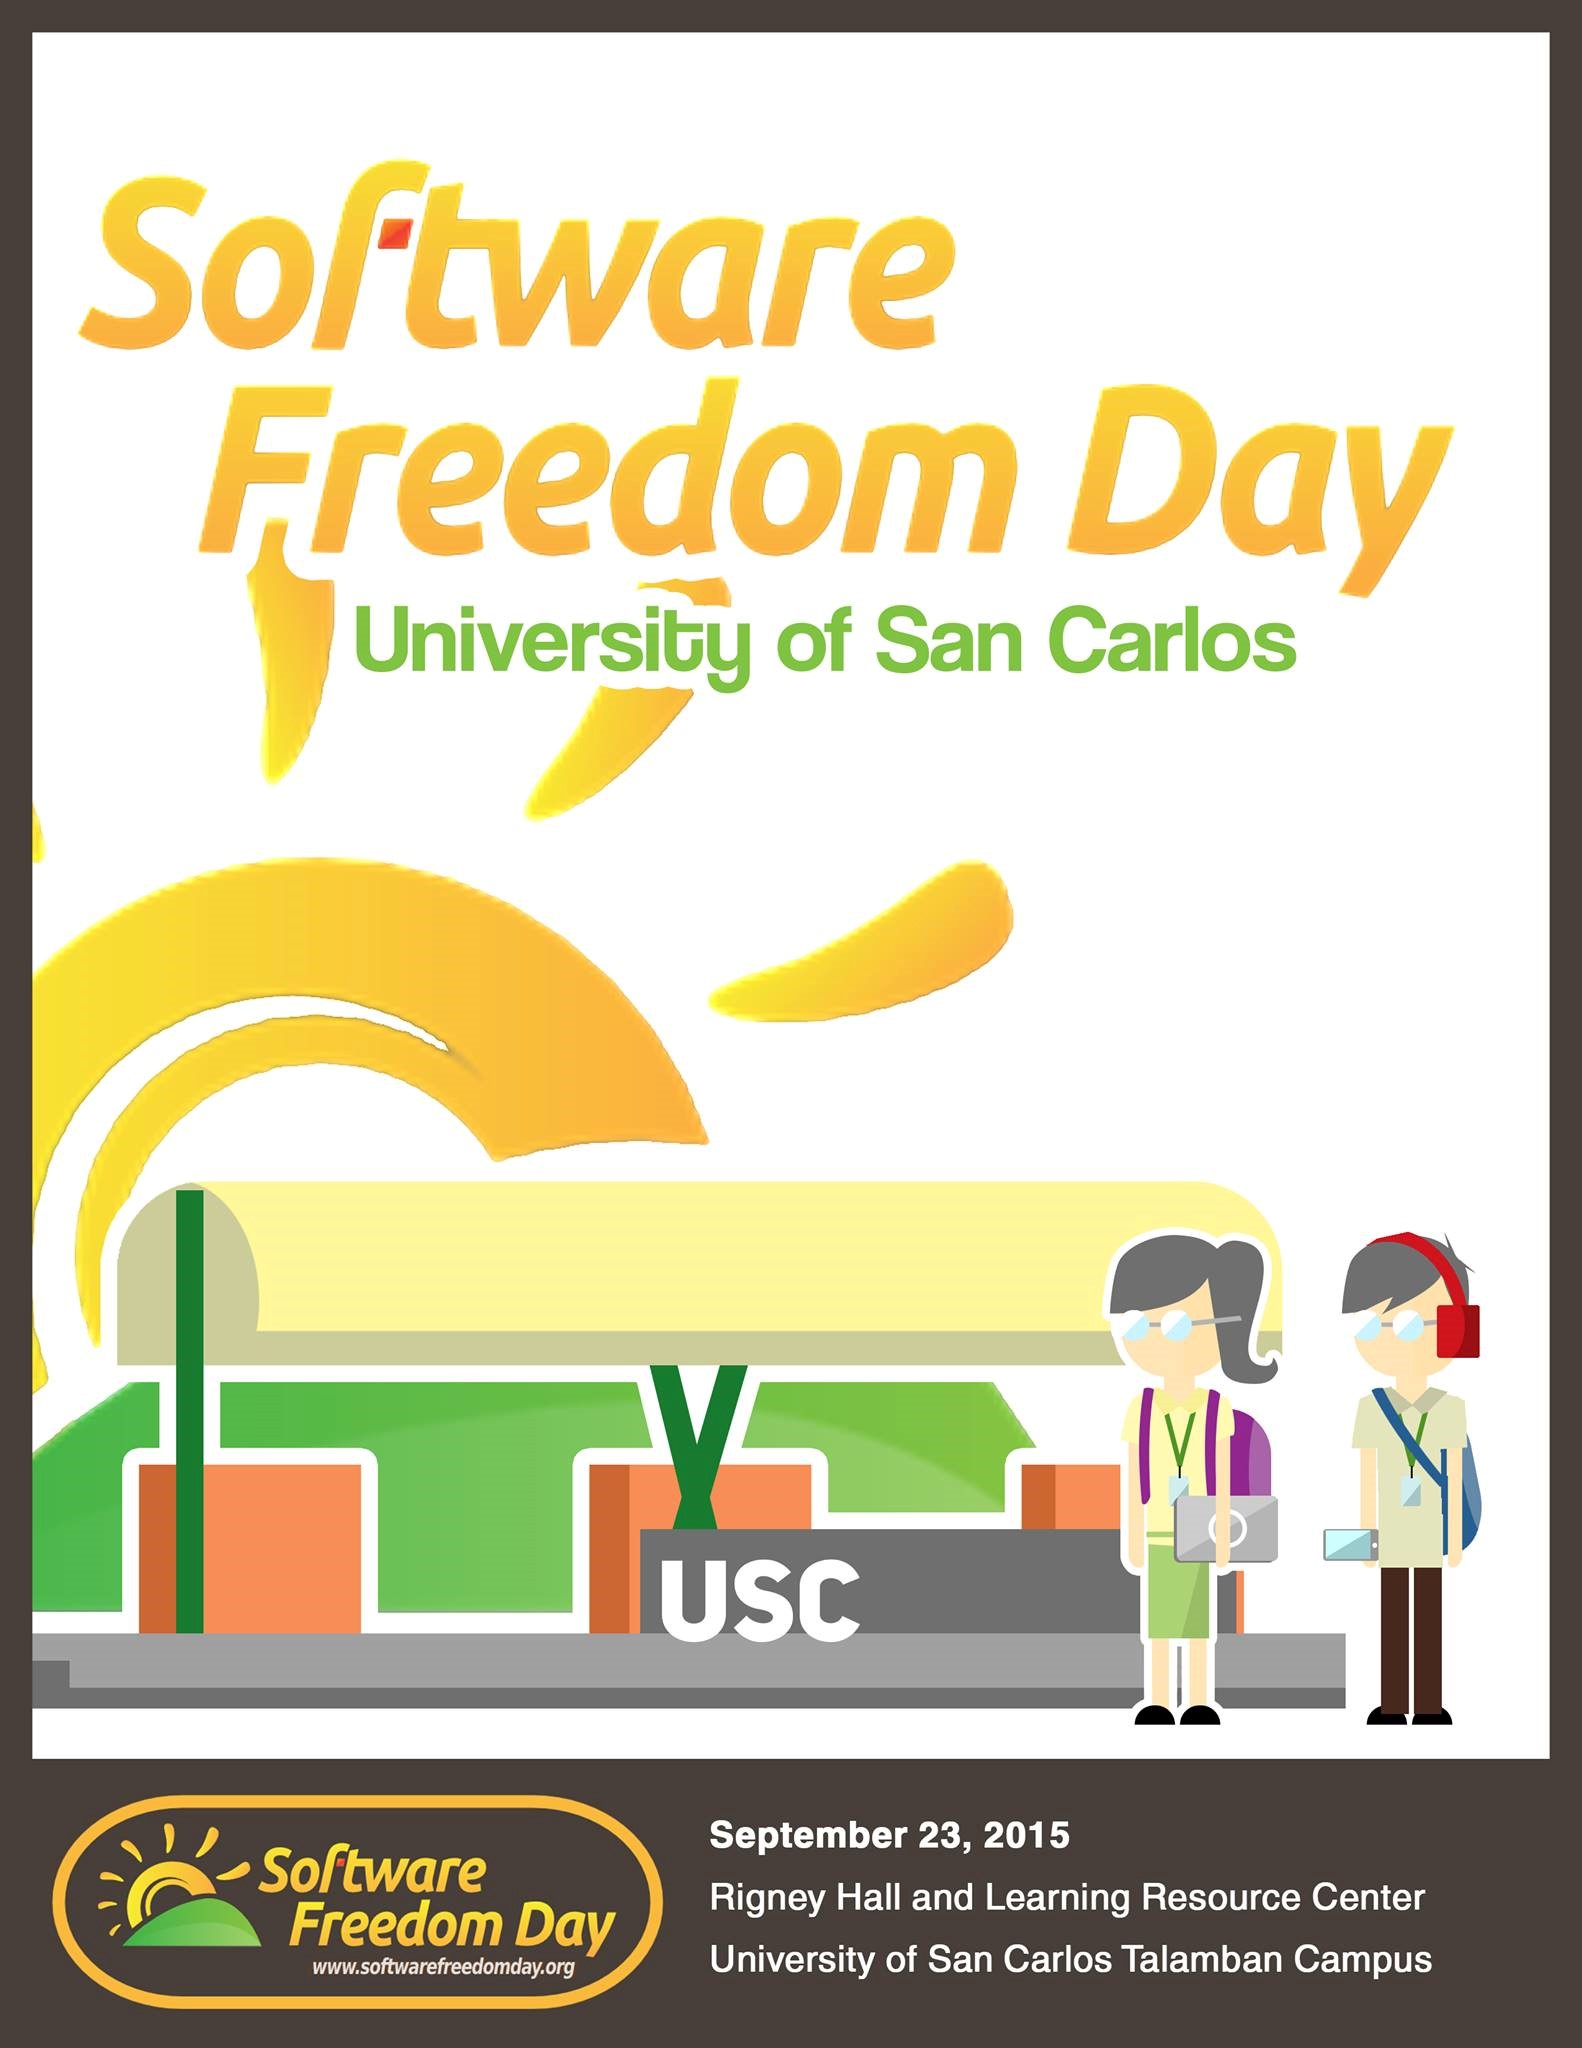 Software
Freedom Day
University of San Carlos
USC
Software
Freedom Day
www.softwarefreedomday.org
September 23, 2015
Rigney Hall and Learning Resource Center
University of San Carlos Talamban Campus